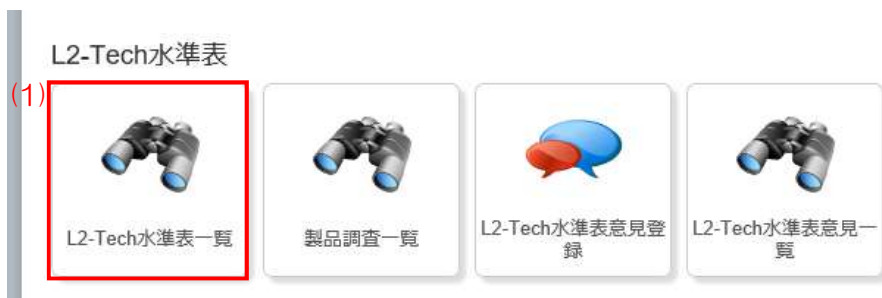 L2-Tech水準表
(1)
L2-Tech水準表一覧
製品調査一覧
L2-Tech水準表意見登
録
L2-Tech水準表意見一
覧